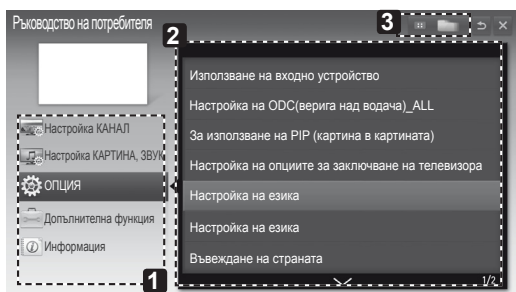 Ръководство на потребителя
3
2
Използване на входно устройство
Настройка на ODC(верига над водача)_ALL
За използване на PIP (картина в картината)
Настройка на опциите за заключване на телевизора
Настройка на езика
Настройка на езика
Въвеждане на страната
1/2
Настройка КАНАЛ
Настройка КАРТИНА, ЗВУК
ОПЦИЯ
Допълнителна функция
Информация
1